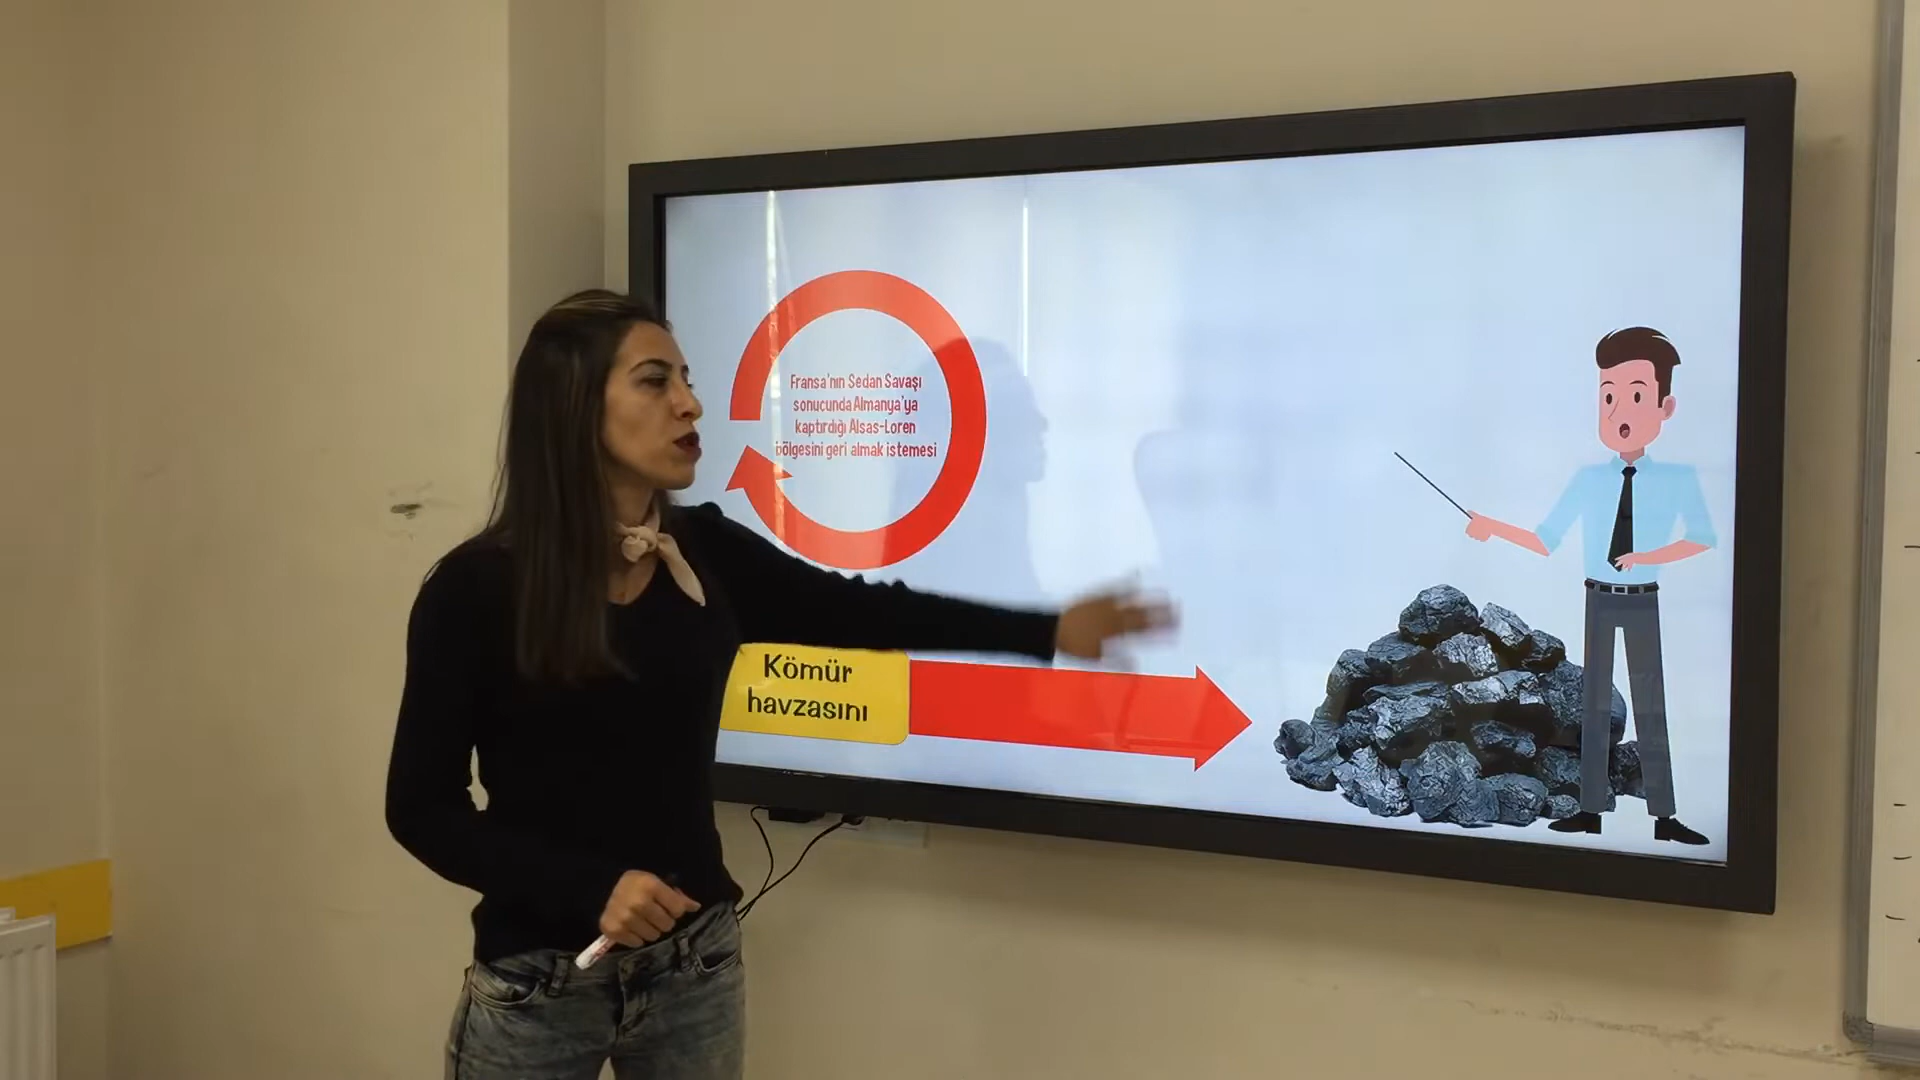 Fransa'nın Sedan Savaşı
sonucunda Almanya'ya
kaptırdığı Alsas-Loren
bölgesini geri almak istemesi
Kömür
havzasını